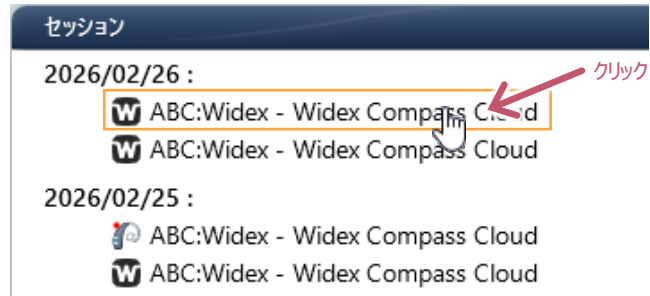 セッション
2026/02/26 :
クリック
ABC:Widex - Widex Compass Cloud
ABC:Widex - Widex Compass Cloud
2026/02/25 :
ABC:Widex - Widex Compass Cloud
ABC:Widex - Widex Compass Cloud